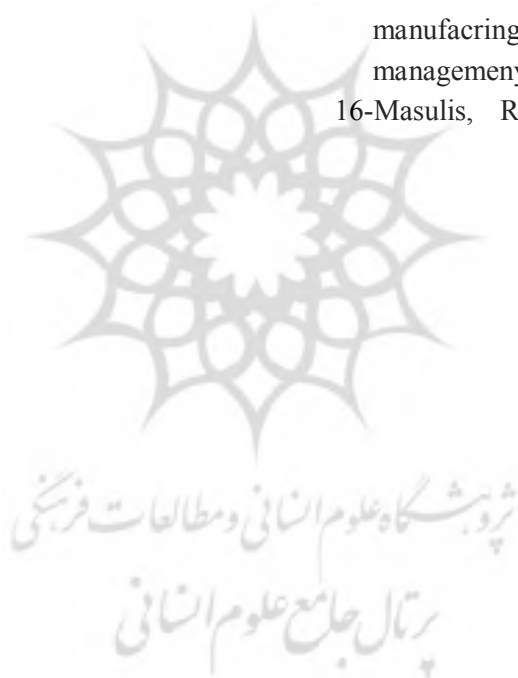 manufacring
managemeny
16-Masulis, R
پژوهشگاه علوم انسانی و مطالعات فرهنگی
پرتال جامع علوم انسانی